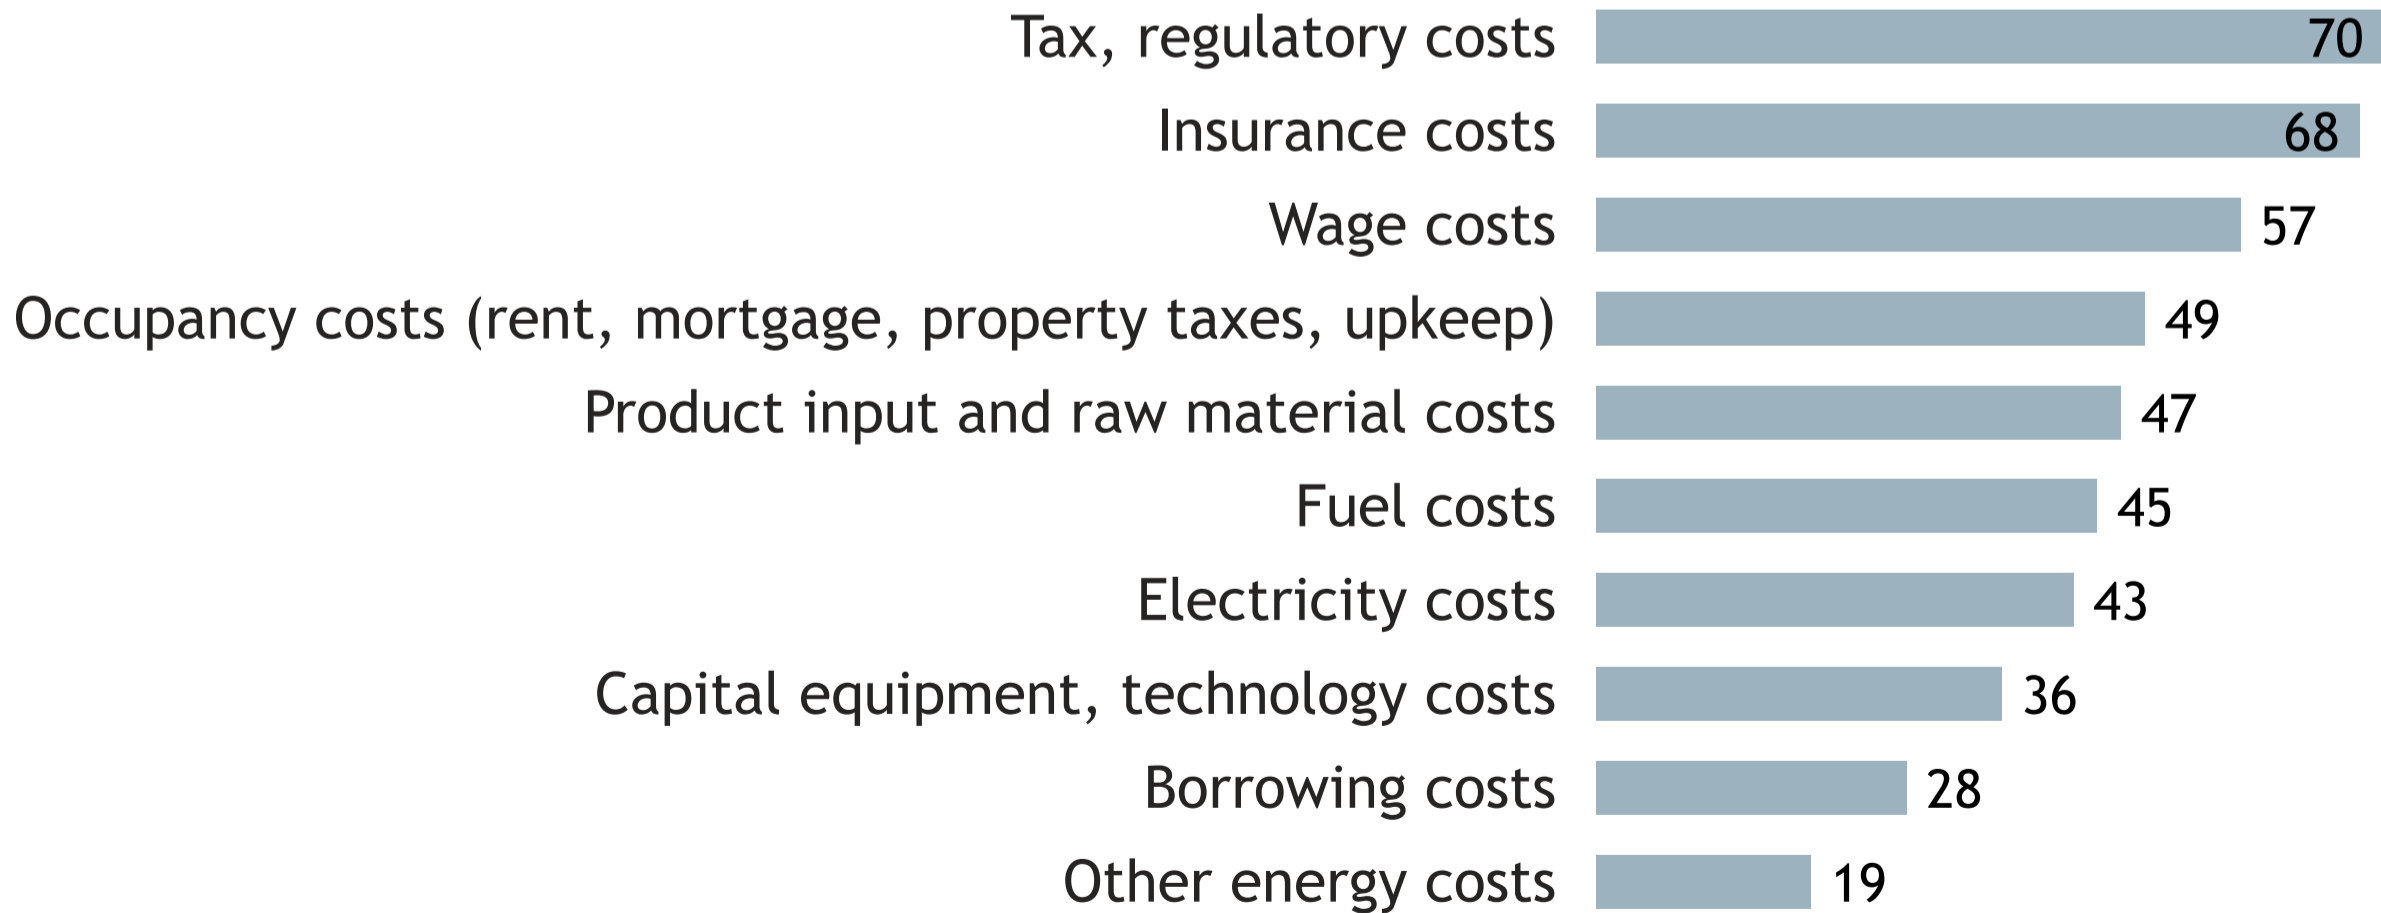 Tax, regulatory costs 70
Insurance costs 68
Wage costs 57
Occupancy costs (rent, mortgage, property taxes, upkeep) 49
Product input and raw material costs 47
Fuel costs 45
Electricity costs 43
Capital equipment, technology costs 36
Borrowing costs 28
Other energy costs 19